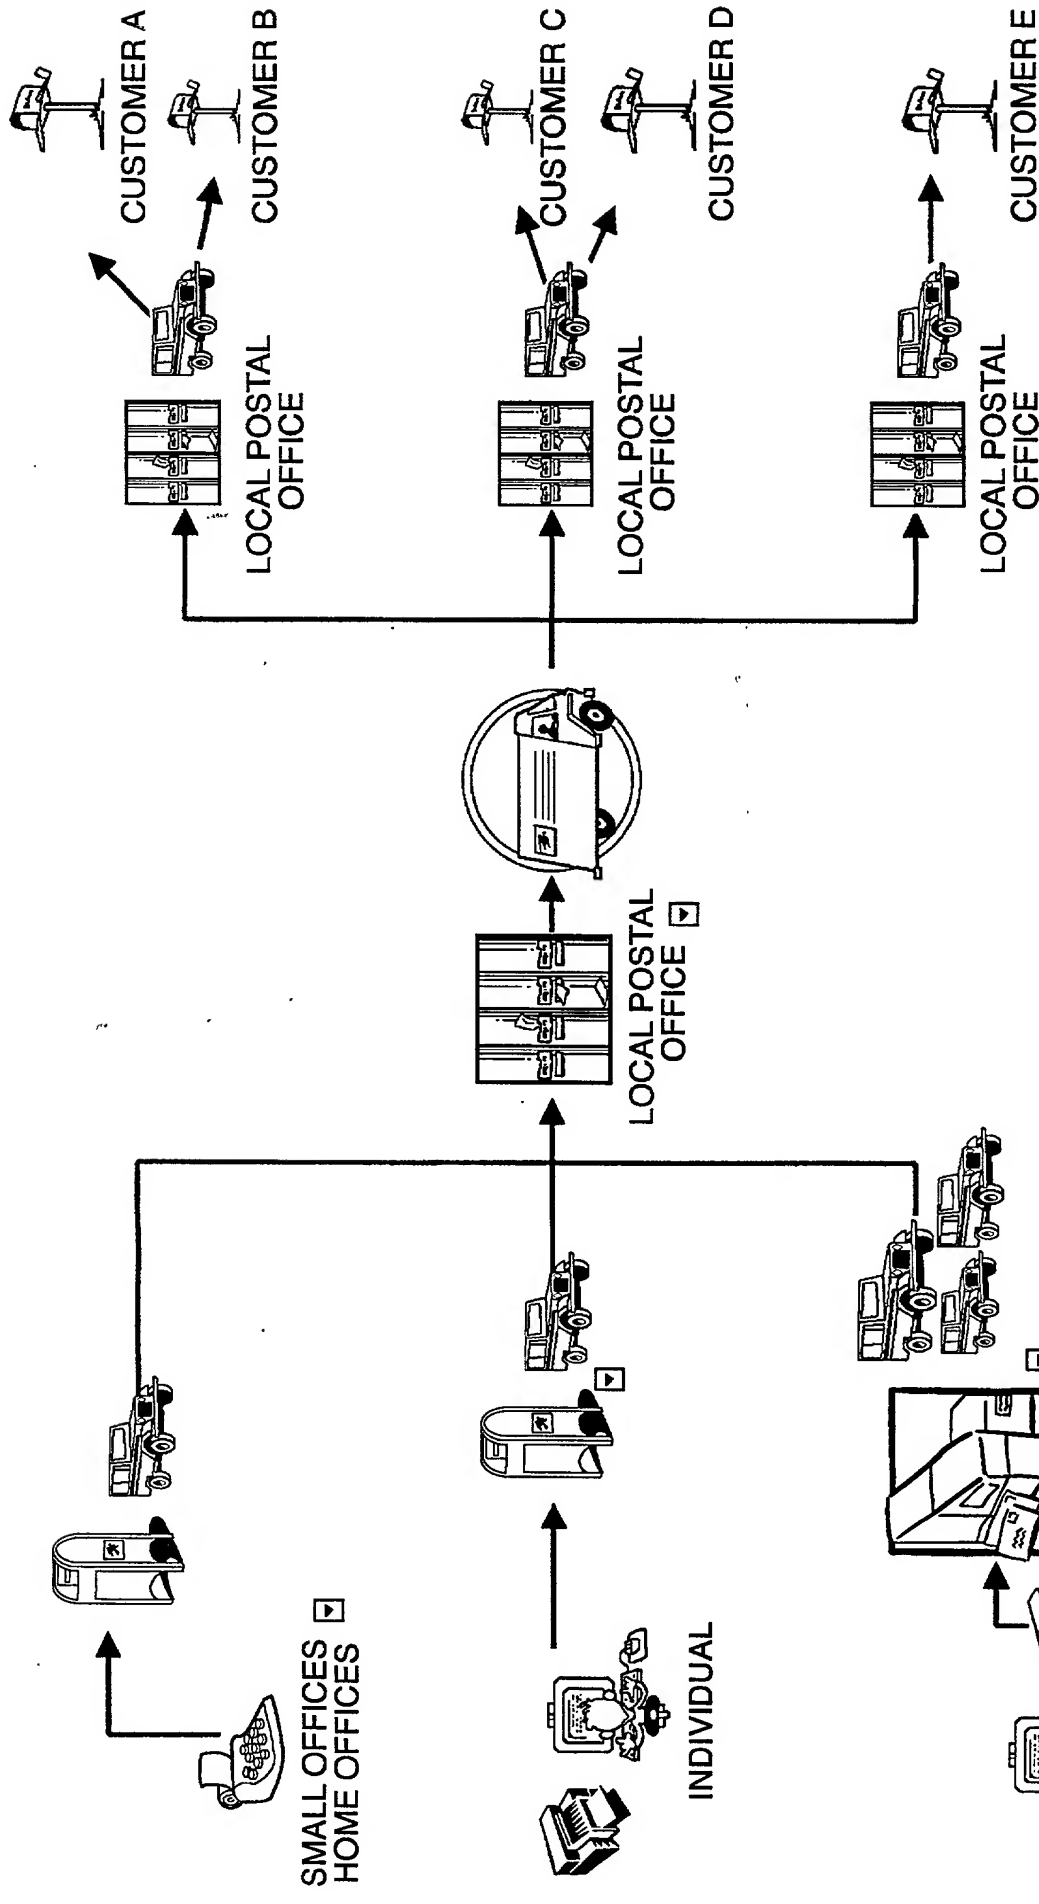 SMALL OFFICES
HOME OFFICES
INDIVIDUAL
LOCAL POSTAL
OFFICE
LOCAL POSTAL
OFFICE
LOCAL POSTAL
OFFICE
LOCAL POSTAL
OFFICE
CUSTOMER A
CUSTOMER B
CUSTOMER C
CUSTOMER D
CUSTOMER E